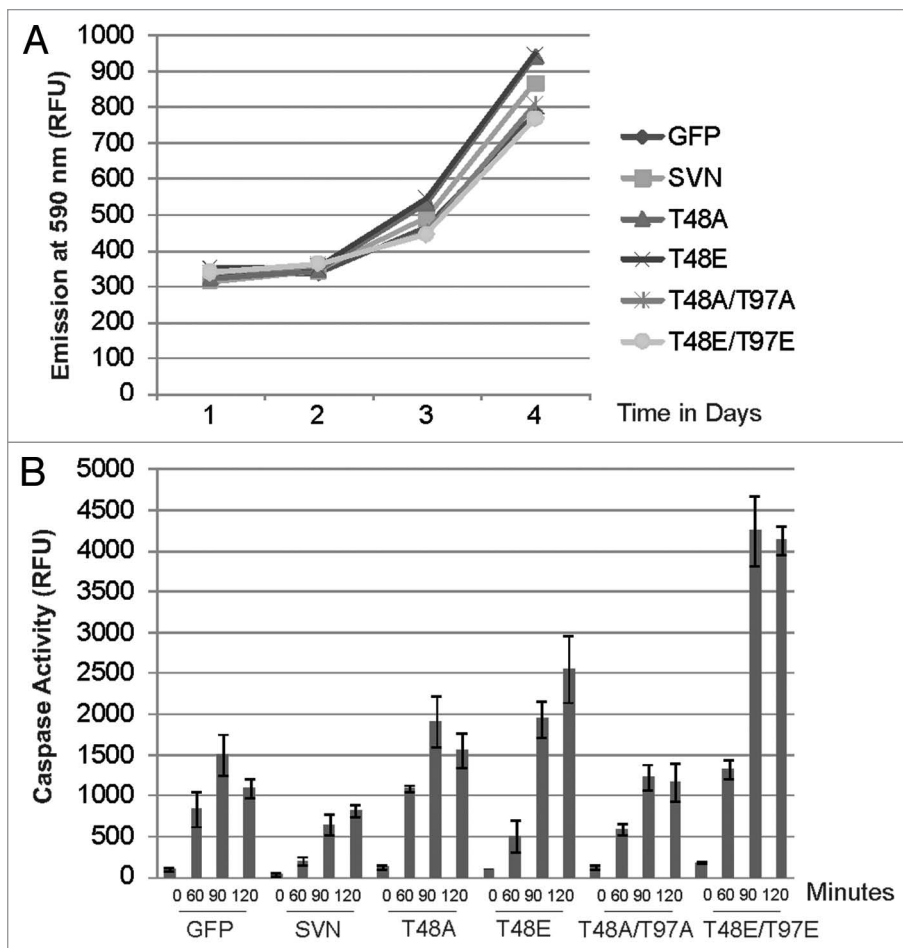 A
Emission at 590 nm (RFU)
1000
900
800
700
600
500
400
300
200
100
0
1 2 3 4 Time in Days
GFP
SVN
T48A
T48E
T48A/T97A
T48E/T97E
B
Caspase Activity (RFU)
5000
4500
4000
3500
3000
2500
2000
1500
1000
500
0
0 60 90 120 0 60 90 120 0 60 90 120 0 60 90 120 0 60 90 120 0 60 90 120 Minutes
GFP SVN T48A T48E T48A/T97A T48E/T97E